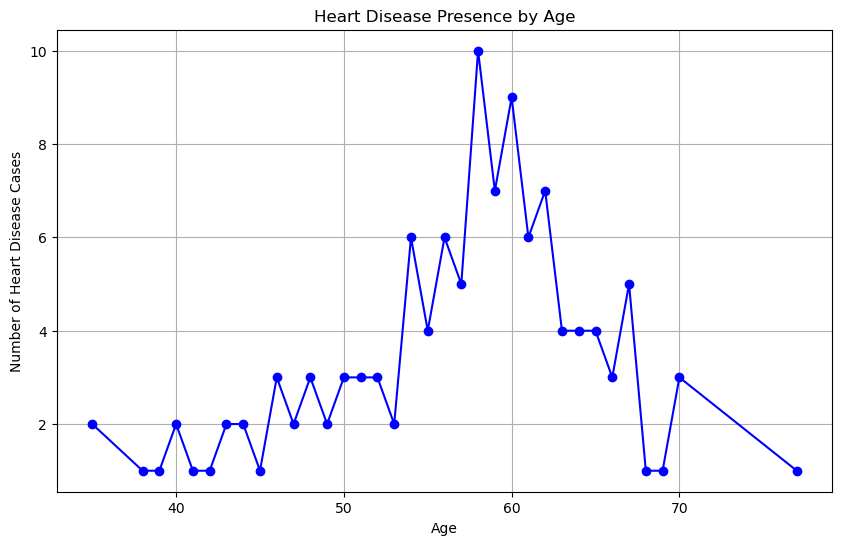 Heart Disease Presence by Age
10
8
6
4
2
Number of Heart Disease Cases
40 50 60 70
Age